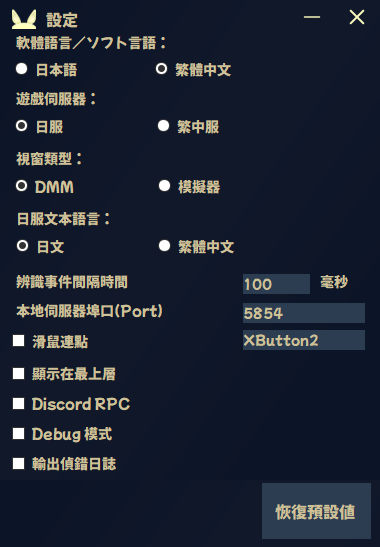 設定
軟體語言／ソフト言語：
日本語 繁體中文
遊戲伺服器：
日服 繁中服
視窗類型：
DMM 模擬器
日服文本語言：
日文 繁體中文
辨識事件間隔時間 100 毫秒
本地伺服器埠口(Port) 5854
滑鼠連點 XButton2
顯示在最上層
Discord RPC
Debug 模式
輸出偵錯日誌
恢復預設值